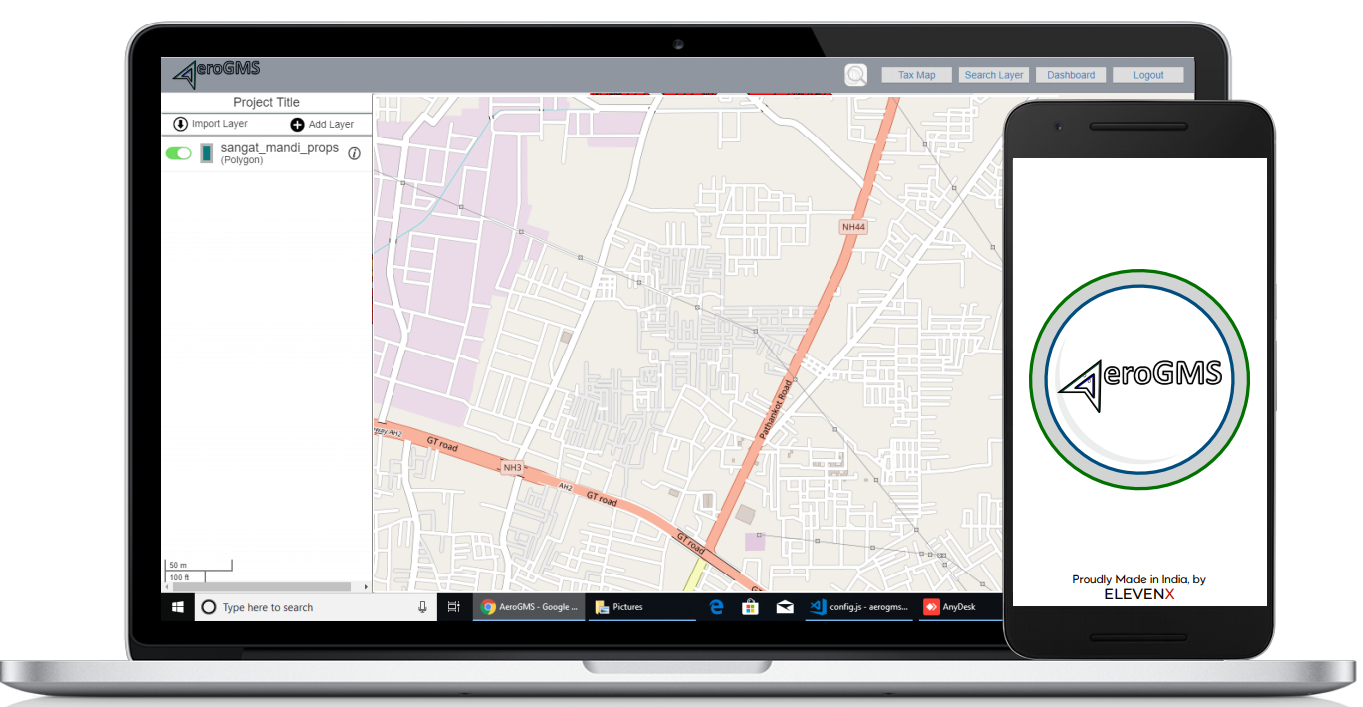 AeroGMS
Tax Map
Search Layer
Dashboard
Logout
Project Title
Import Layer
Add Layer
sangat_mandi_props
(Polygon)
NH44
Pathankot Road
AH2
GT road
NH3
AH2
GT road
GT road
50 m
100 ft
Type here to search
AeroGMS - Google ...
Pictures
config.js - aerogms...
AnyDesk
AeroGMS
Proudly Made in India, by
ELEVENX